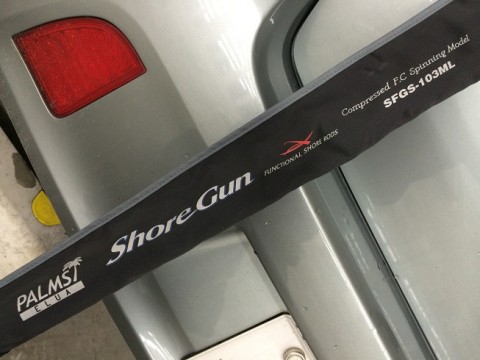 PALMS
ELUA
Shore Gun
FUNCTIONAL SHORE RODS
Compressed F.C Spinning Model
SFGS-103ML